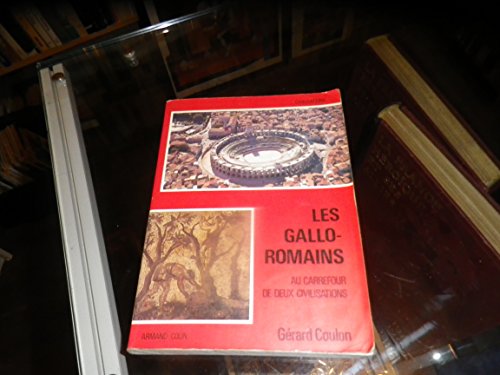 LES
GALLO-
ROMAINS
AU CARREFOUR
DE DEUX CIVILISATIONS
ARMAND COLIN
Gérard Coulon